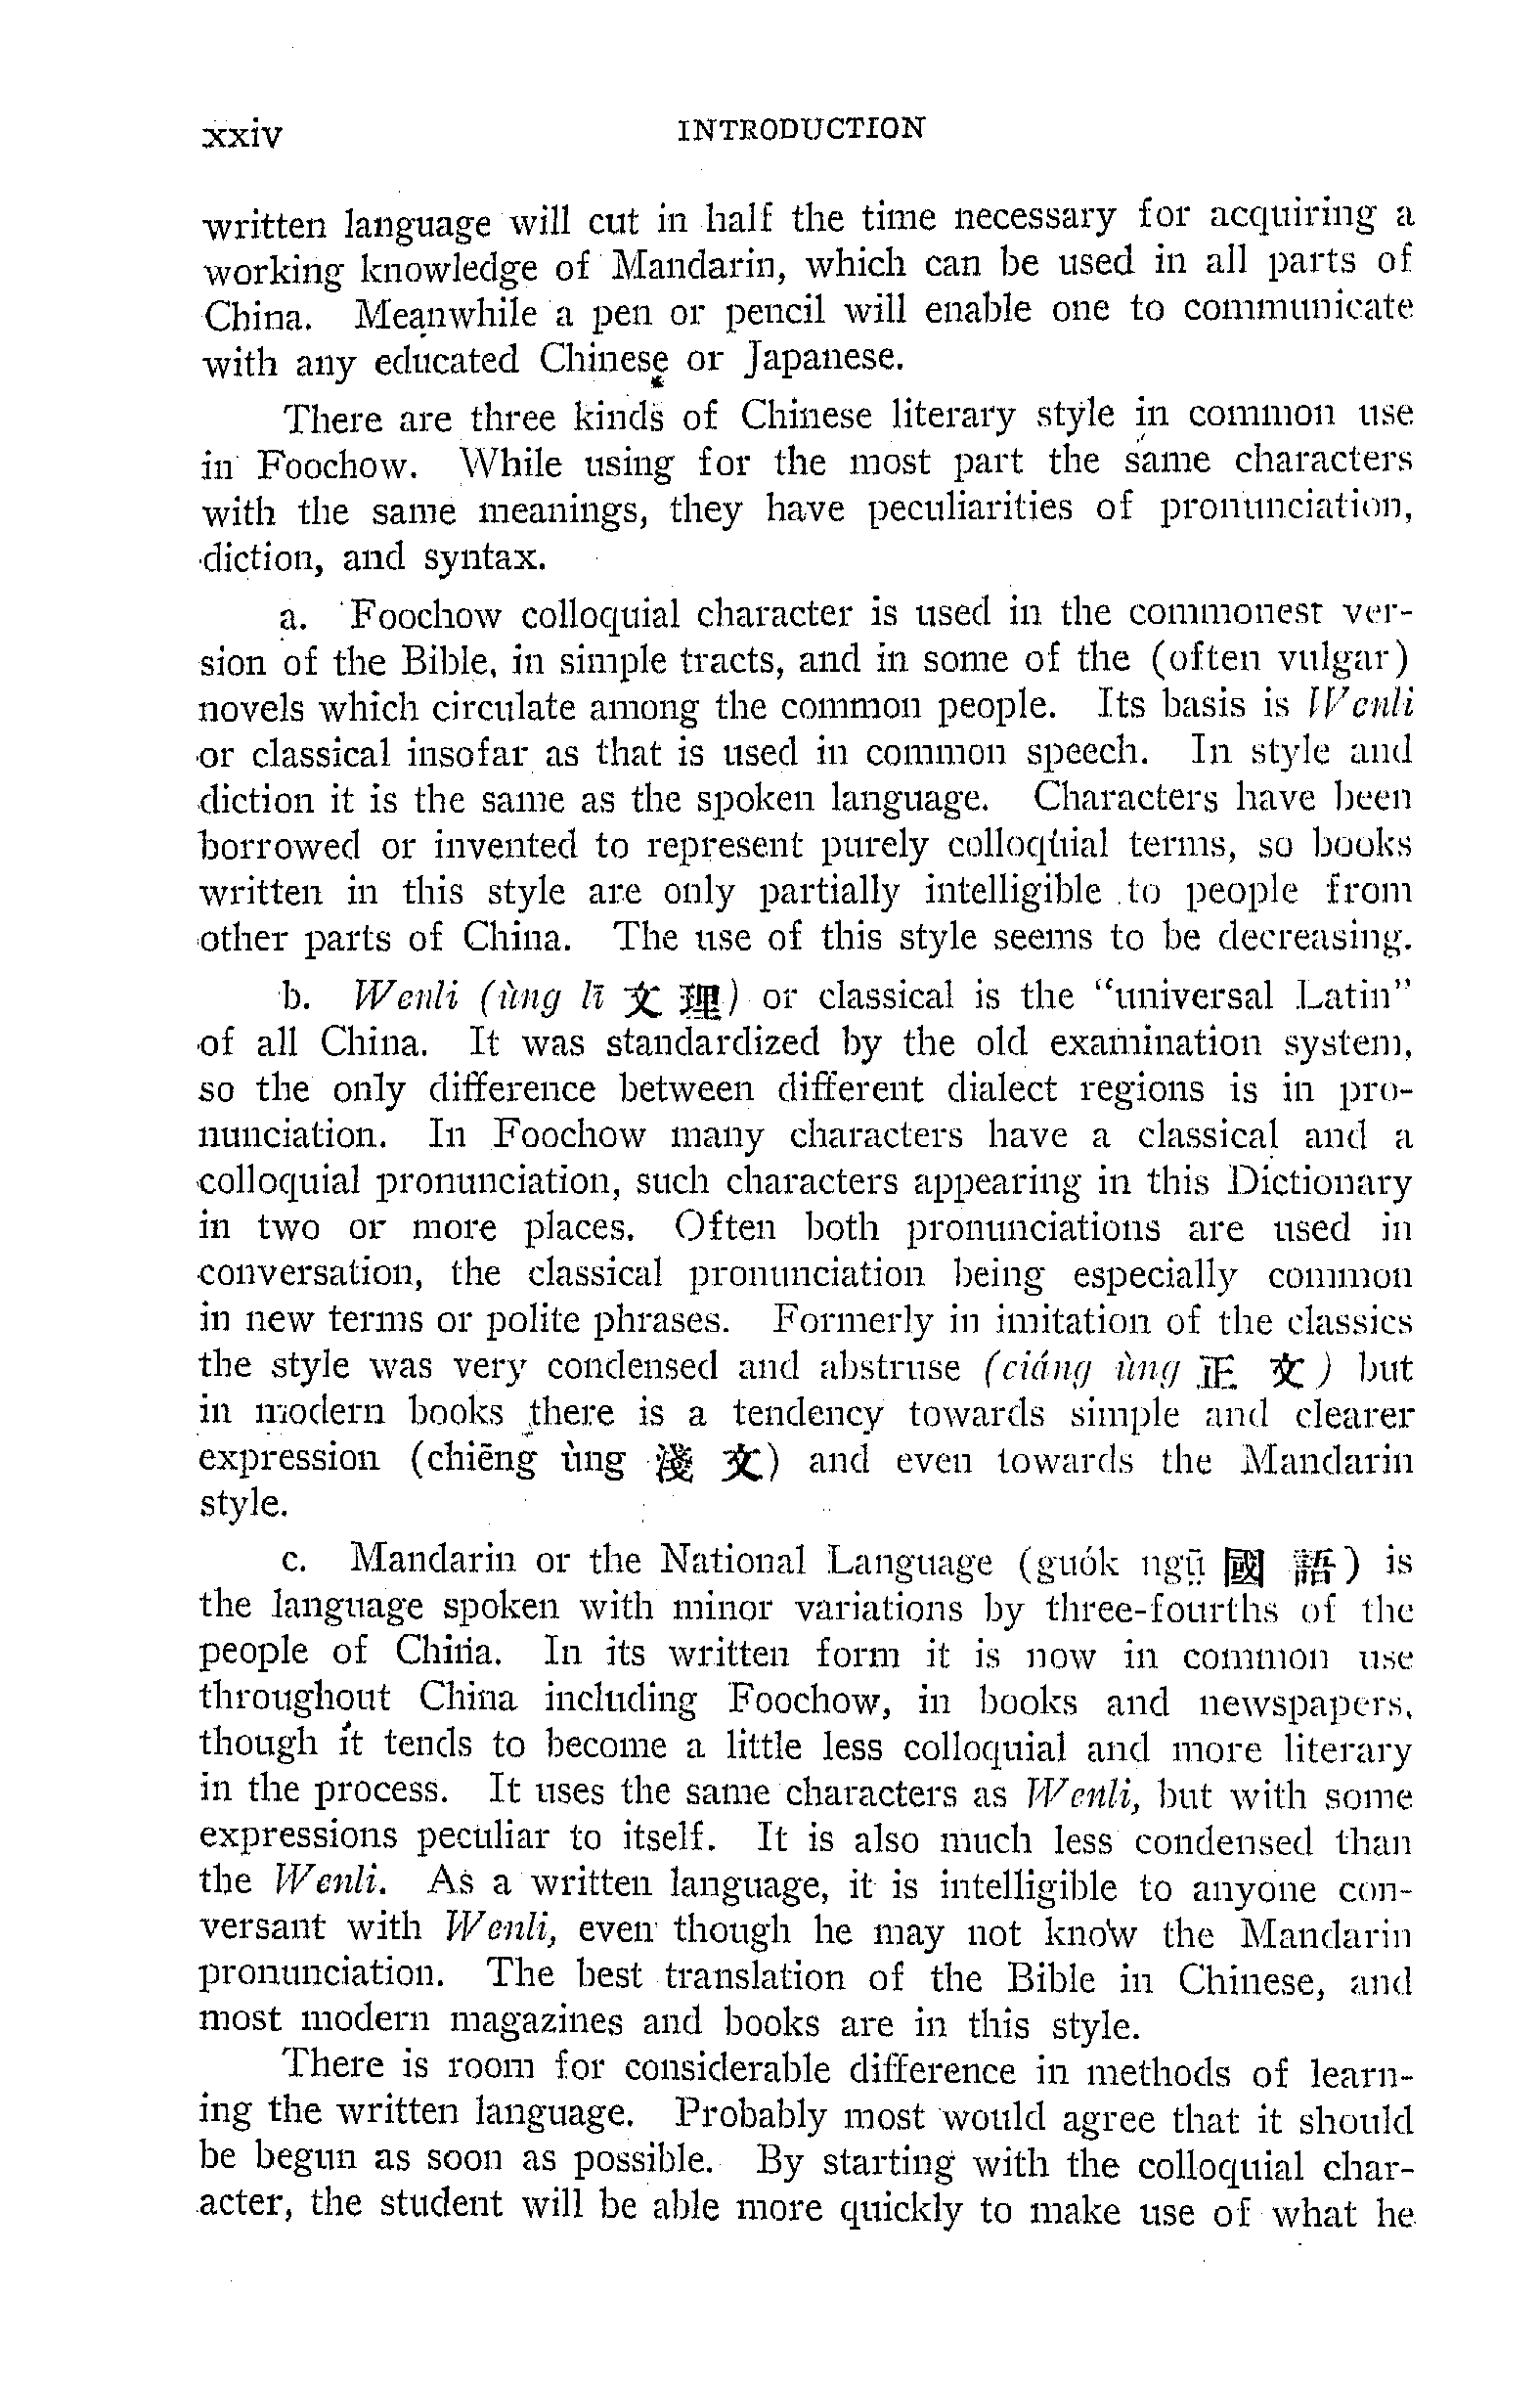 xxiv INTRODUCTION
written language will cut in half the time necessary for acquiring a
working knowledge of Mandarin, which can be used in all parts of
China. Meanwhile a pen or pencil will enable one to communicate
with any educated Chinese or Japanese.
There are three kinds of Chinese literary style in common use
in Foochow. While using for the most part the same characters
with the same meanings, they have peculiarities of pronunciation,
diction, and syntax.
a. Foochow colloquial character is used in the commonest ver-
sion of the Bible, in simple tracts, and in some of the (often vulgar)
novels which circulate among the common people. Its basis is Wenli
or classical insofar as that is used in common speech. In style and
diction it is the same as the spoken language. Characters have been
borrowed or invented to represent purely colloquial terms, so books
written in this style are only partially intelligible to people from
other parts of China. The use of this style seems to be decreasing.
b. Wenli (ùng lī 文 理) or classical is the “universal Latin”
of all China. It was standardized by the old examination system,
so the only difference between different dialect regions is in pro-
nunciation. In Foochow many characters have a classical and a
colloquial pronunciation, such characters appearing in this Dictionary
in two or more places. Often both pronunciations are used in
conversation, the classical pronunciation being especially common
in new terms or polite phrases. Formerly in imitation of the classics
the style was very condensed and abstruse (ciáng ùng 正 文) but
in modern books there is a tendency towards simple and clearer
expression (chiēng ùng 淺 文) and even towards the Mandarin
style.
c. Mandarin or the National Language (guók ngṳ̄ 國 語) is
the language spoken with minor variations by three-fourths of the
people of China. In its written form it is now in common use
throughout China including Foochow, in books and newspapers,
though it tends to become a little less colloquial and more literary
in the process. It uses the same characters as Wenli, but with some
expressions peculiar to itself. It is also much less condensed than
the Wenli. As a written language, it is intelligible to anyone con-
versant with Wenli, even though he may not know the Mandarin
pronunciation. The best translation of the Bible in Chinese, and
most modern magazines and books are in this style.
There is room for considerable difference in methods of learn-
ing the written language. Probably most would agree that it should
be begun as soon as possible. By starting with the colloquial char-
acter, the student will be able more quickly to make use of what he